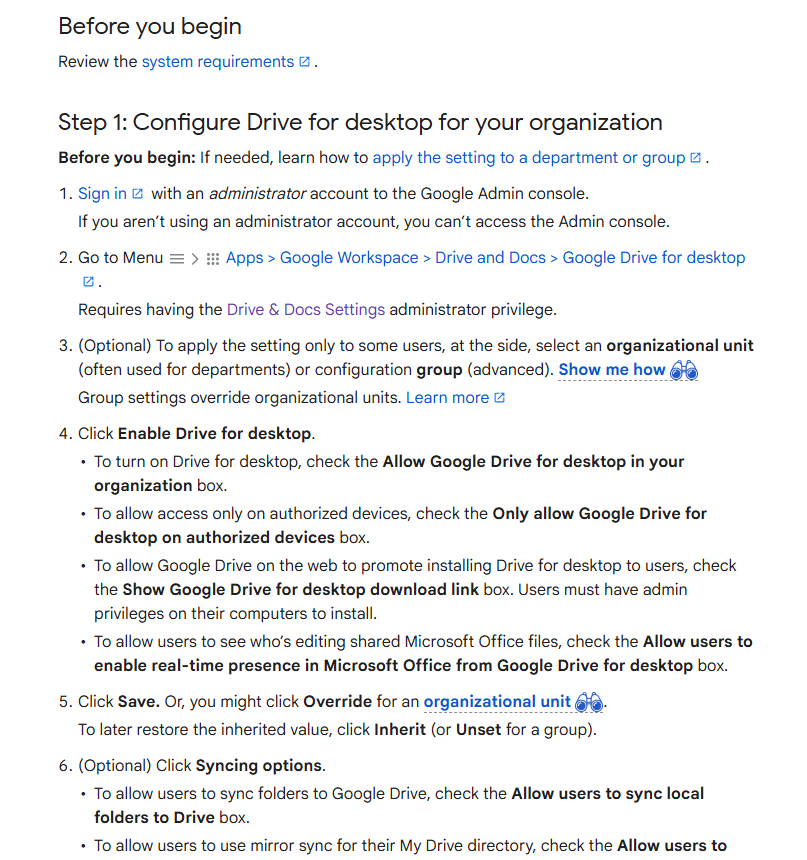 Before you begin
Review the system requirements .
Step 1: Configure Drive for desktop for your organization
Before you begin: If needed, learn how to apply the setting to a department or group .
1. Sign in with an administrator account to the Google Admin console.
If you aren’t using an administrator account, you can’t access the Admin console.
2. Go to Menu > Apps > Google Workspace > Drive and Docs > Google Drive for desktop
.
Requires having the Drive & Docs Settings administrator privilege.
3. (Optional) To apply the setting only to some users, at the side, select an organizational unit
(often used for departments) or configuration group (advanced). Show me how
Group settings override organizational units. Learn more
4. Click Enable Drive for desktop.
• To turn on Drive for desktop, check the Allow Google Drive for desktop in your
organization box.
• To allow access only on authorized devices, check the Only allow Google Drive for
desktop on authorized devices box.
• To allow Google Drive on the web to promote installing Drive for desktop to users, check
the Show Google Drive for desktop download link box. Users must have admin
privileges on their computers to install.
• To allow users to see who’s editing shared Microsoft Office files, check the Allow users to
enable real-time presence in Microsoft Office from Google Drive for desktop box.
5. Click Save. Or, you might click Override for an organizational unit .
To later restore the inherited value, click Inherit (or Unset for a group).
6. (Optional) Click Syncing options.
• To allow users to sync folders to Google Drive, check the Allow users to sync local
folders to Drive box.
• To allow users to use mirror sync for their My Drive directory, check the Allow users to